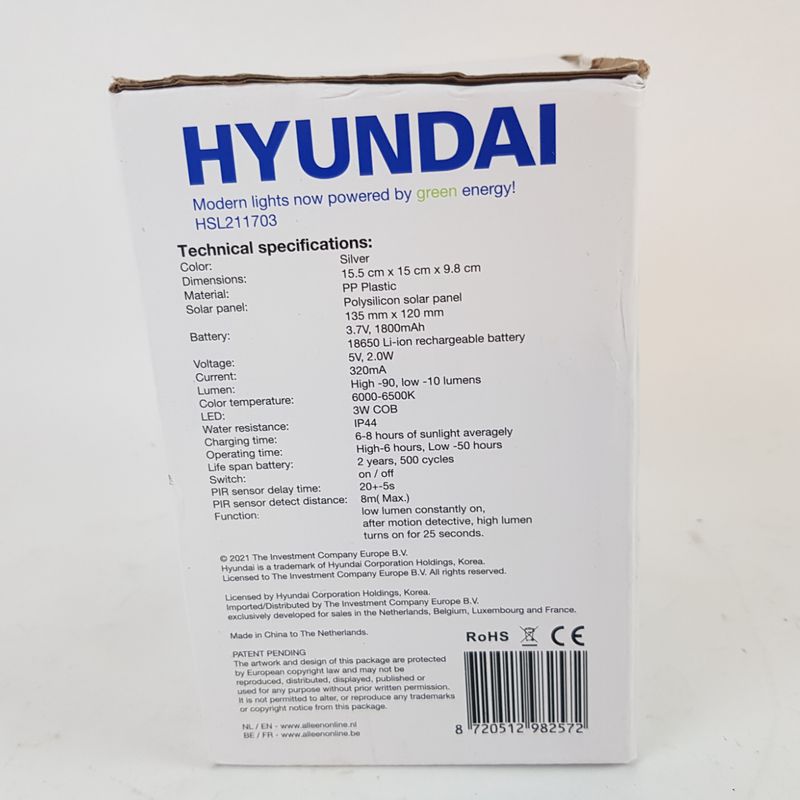 HYUNDAI
Modern lights now powered by green energy!
HSL211703
Technical specifications:
Color: Silver
Dimensions: 15.5 cm x 15 cm x 9.8 cm
Material: PP Plastic
Solar panel: Polysilicon solar panel
135 mm x 120 mm
Battery: 3.7V, 1800mAh
18650 Li-ion rechargeable battery
Voltage: 5V, 2.0W
Current: 320mA
Lumen: High -90, low -10 lumens
Color temperature: 6000-6500K
LED: 3W COB
Water resistance: IP44
Charging time: 6-8 hours of sunlight averagely
Operating time: High-6 hours, Low -50 hours
Life span battery: 2 years, 500 cycles
Switch: on / off
PIR sensor delay time: 20+-5s
PIR sensor detect distance: 8m( Max.)
Function: low lumen constantly on,
after motion detective, high lumen
turns on for 25 seconds.
© 2021 The Investment Company Europe B.V.
Hyundai is a trademark of Hyundai Corporation Holdings, Korea.
Licensed to The Investment Company Europe B.V. All rights reserved.
Licensed by Hyundai Corporation Holdings, Korea.
Imported/Distributed by The Investment Company Europe B.V.
exclusively developed for sales in the Netherlands, Belgium, Luxembourg and France.
Made in China to The Netherlands.
RoHS CE
PATENT PENDING
The artwork and design of this package are protected
by European copyright law and may not be
reproduced, distributed, displayed, published or
used for any purpose without prior written permission.
It is not permitted to alter, or reproduce any trademarks
or copyright notice from this package.
NL / EN - www.alleenonline.nl
BE / FR - www.alleenonline.be
8 720512 982572